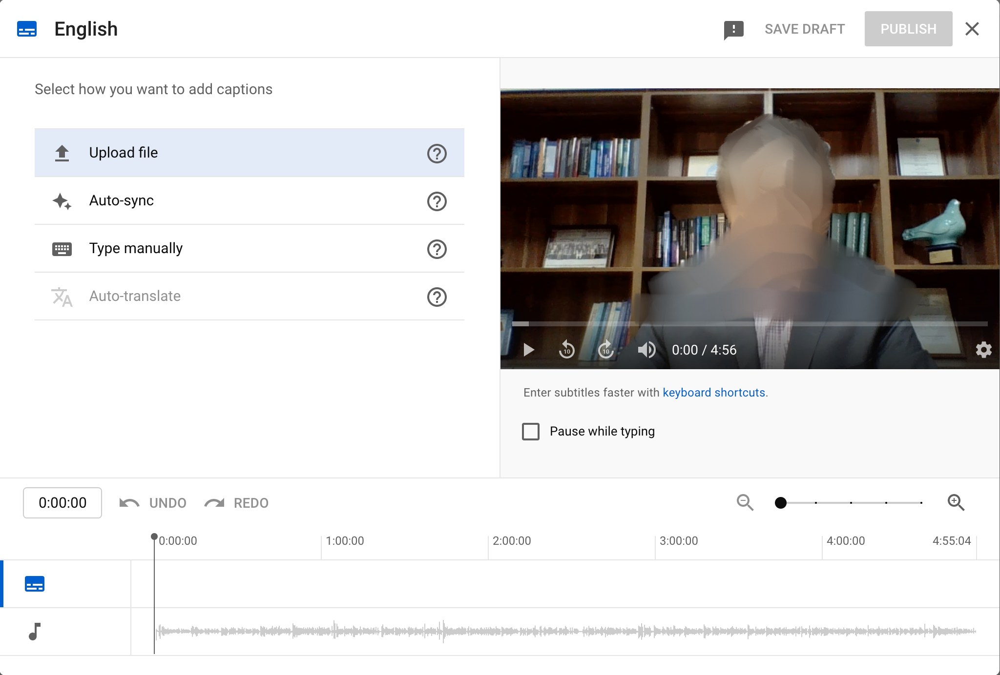 English
SAVE DRAFT
PUBLISH
Select how you want to add captions
Upload file
Auto-sync
Type manually
Auto-translate
10
10
0:00 / 4:56
Enter subtitles faster with keyboard shortcuts.
Pause while typing
0:00:00
UNDO
REDO
0:00:00
1:00:00
2:00:00
3:00:00
4:00:00
4:55:04